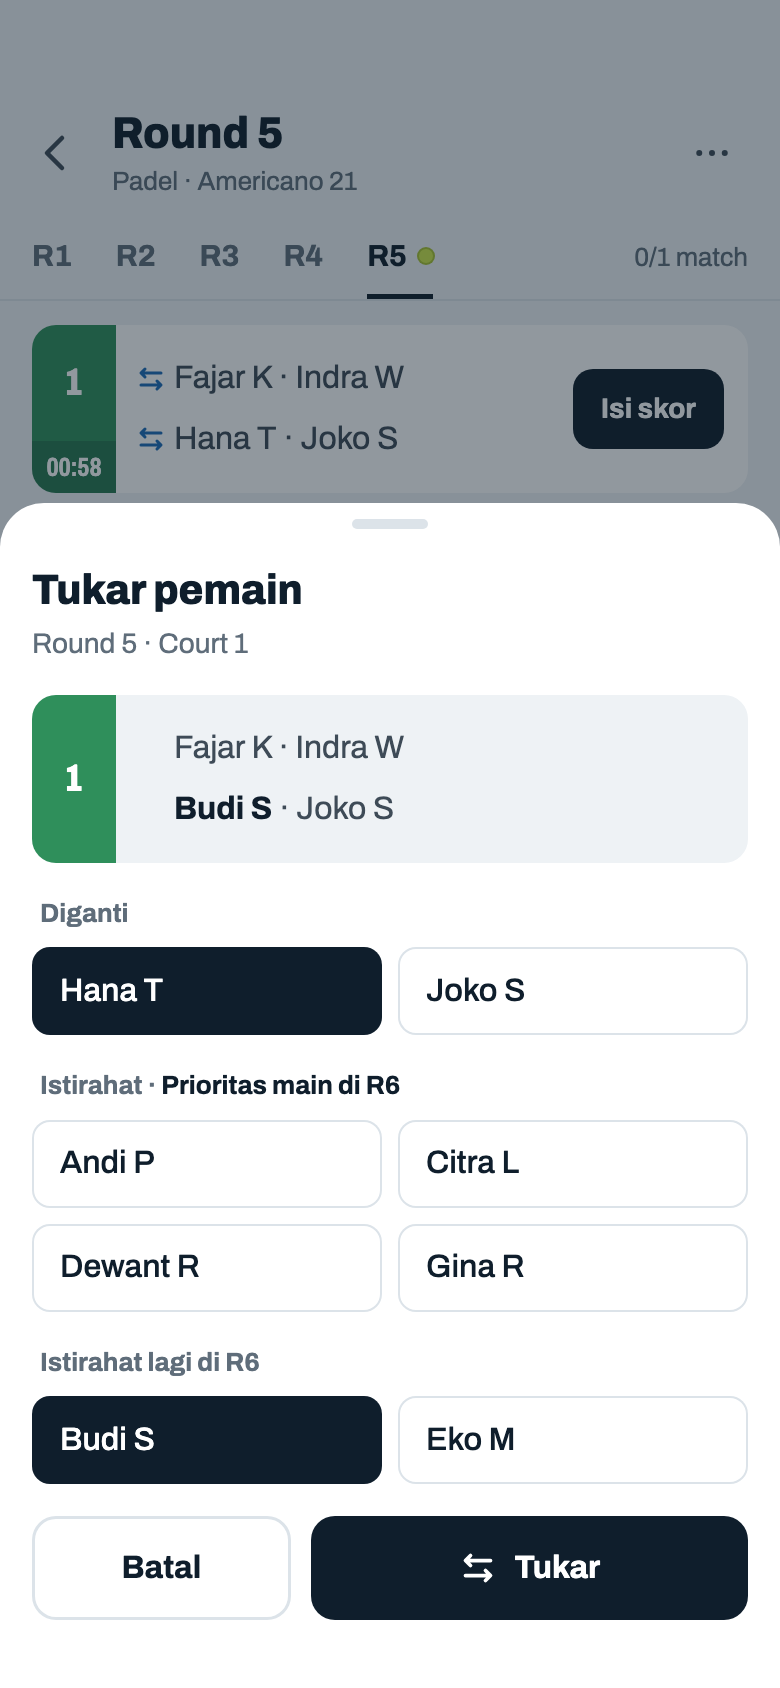 Round 5
Padel · Americano 21
R1 R2 R3 R4 R5 0/1 match
1
Fajar K · Indra W
Hana T · Joko S
Isi skor
00:58
Tukar pemain
Round 5 · Court 1
1
Fajar K · Indra W
Budi S · Joko S
Diganti
Hana T Joko S
Istirahat · Prioritas main di R6
Andi P Citra L
Dewant R Gina R
Istirahat lagi di R6
Budi S Eko M
Batal Tukar